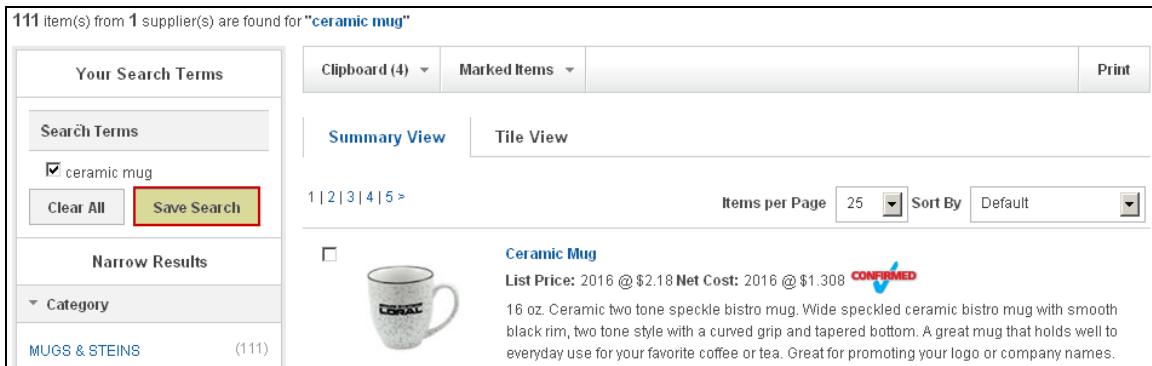 111 item(s) from 1 supplier(s) are found for "ceramic mug"
Your Search Terms
Search Terms
ceramic mug
Clear All
Save Search
Narrow Results
Category
MUGS & STEINS (111)
Clipboard (4)
Marked Items
Print
Summary View
Tile View
1 | 2 | 3 | 4 | 5 >
Items per Page 25 Sort By Default
Ceramic Mug
List Price: 2016 @ $2.18 Net Cost: 2016 @ $1.308 CONFIRMED
16 oz. Ceramic two tone speckle bistro mug. Wide speckled ceramic bistro mug with smooth
black rim, two tone style with a curved grip and tapered bottom. A great mug that holds well to
everyday use for your favorite coffee or tea. Great for promoting your logo or company names.
LORAL